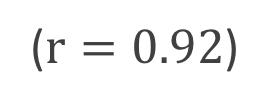 (r = 0.92)